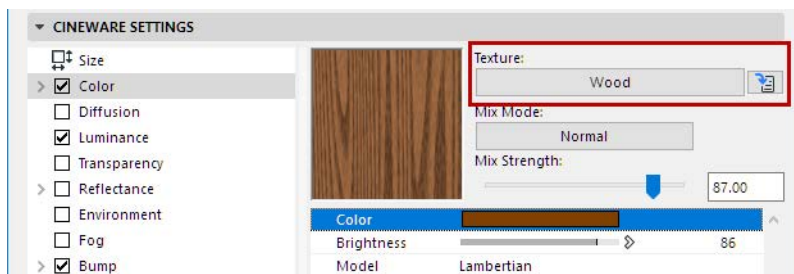 CINEWARE SETTINGS
Size
Color
Diffusion
Luminance
Transparency
Reflectance
Environment
Fog
Bump
Texture:
Wood
Mix Mode:
Normal
Mix Strength:
87.00
Color
Brightness 86
Model Lambertian